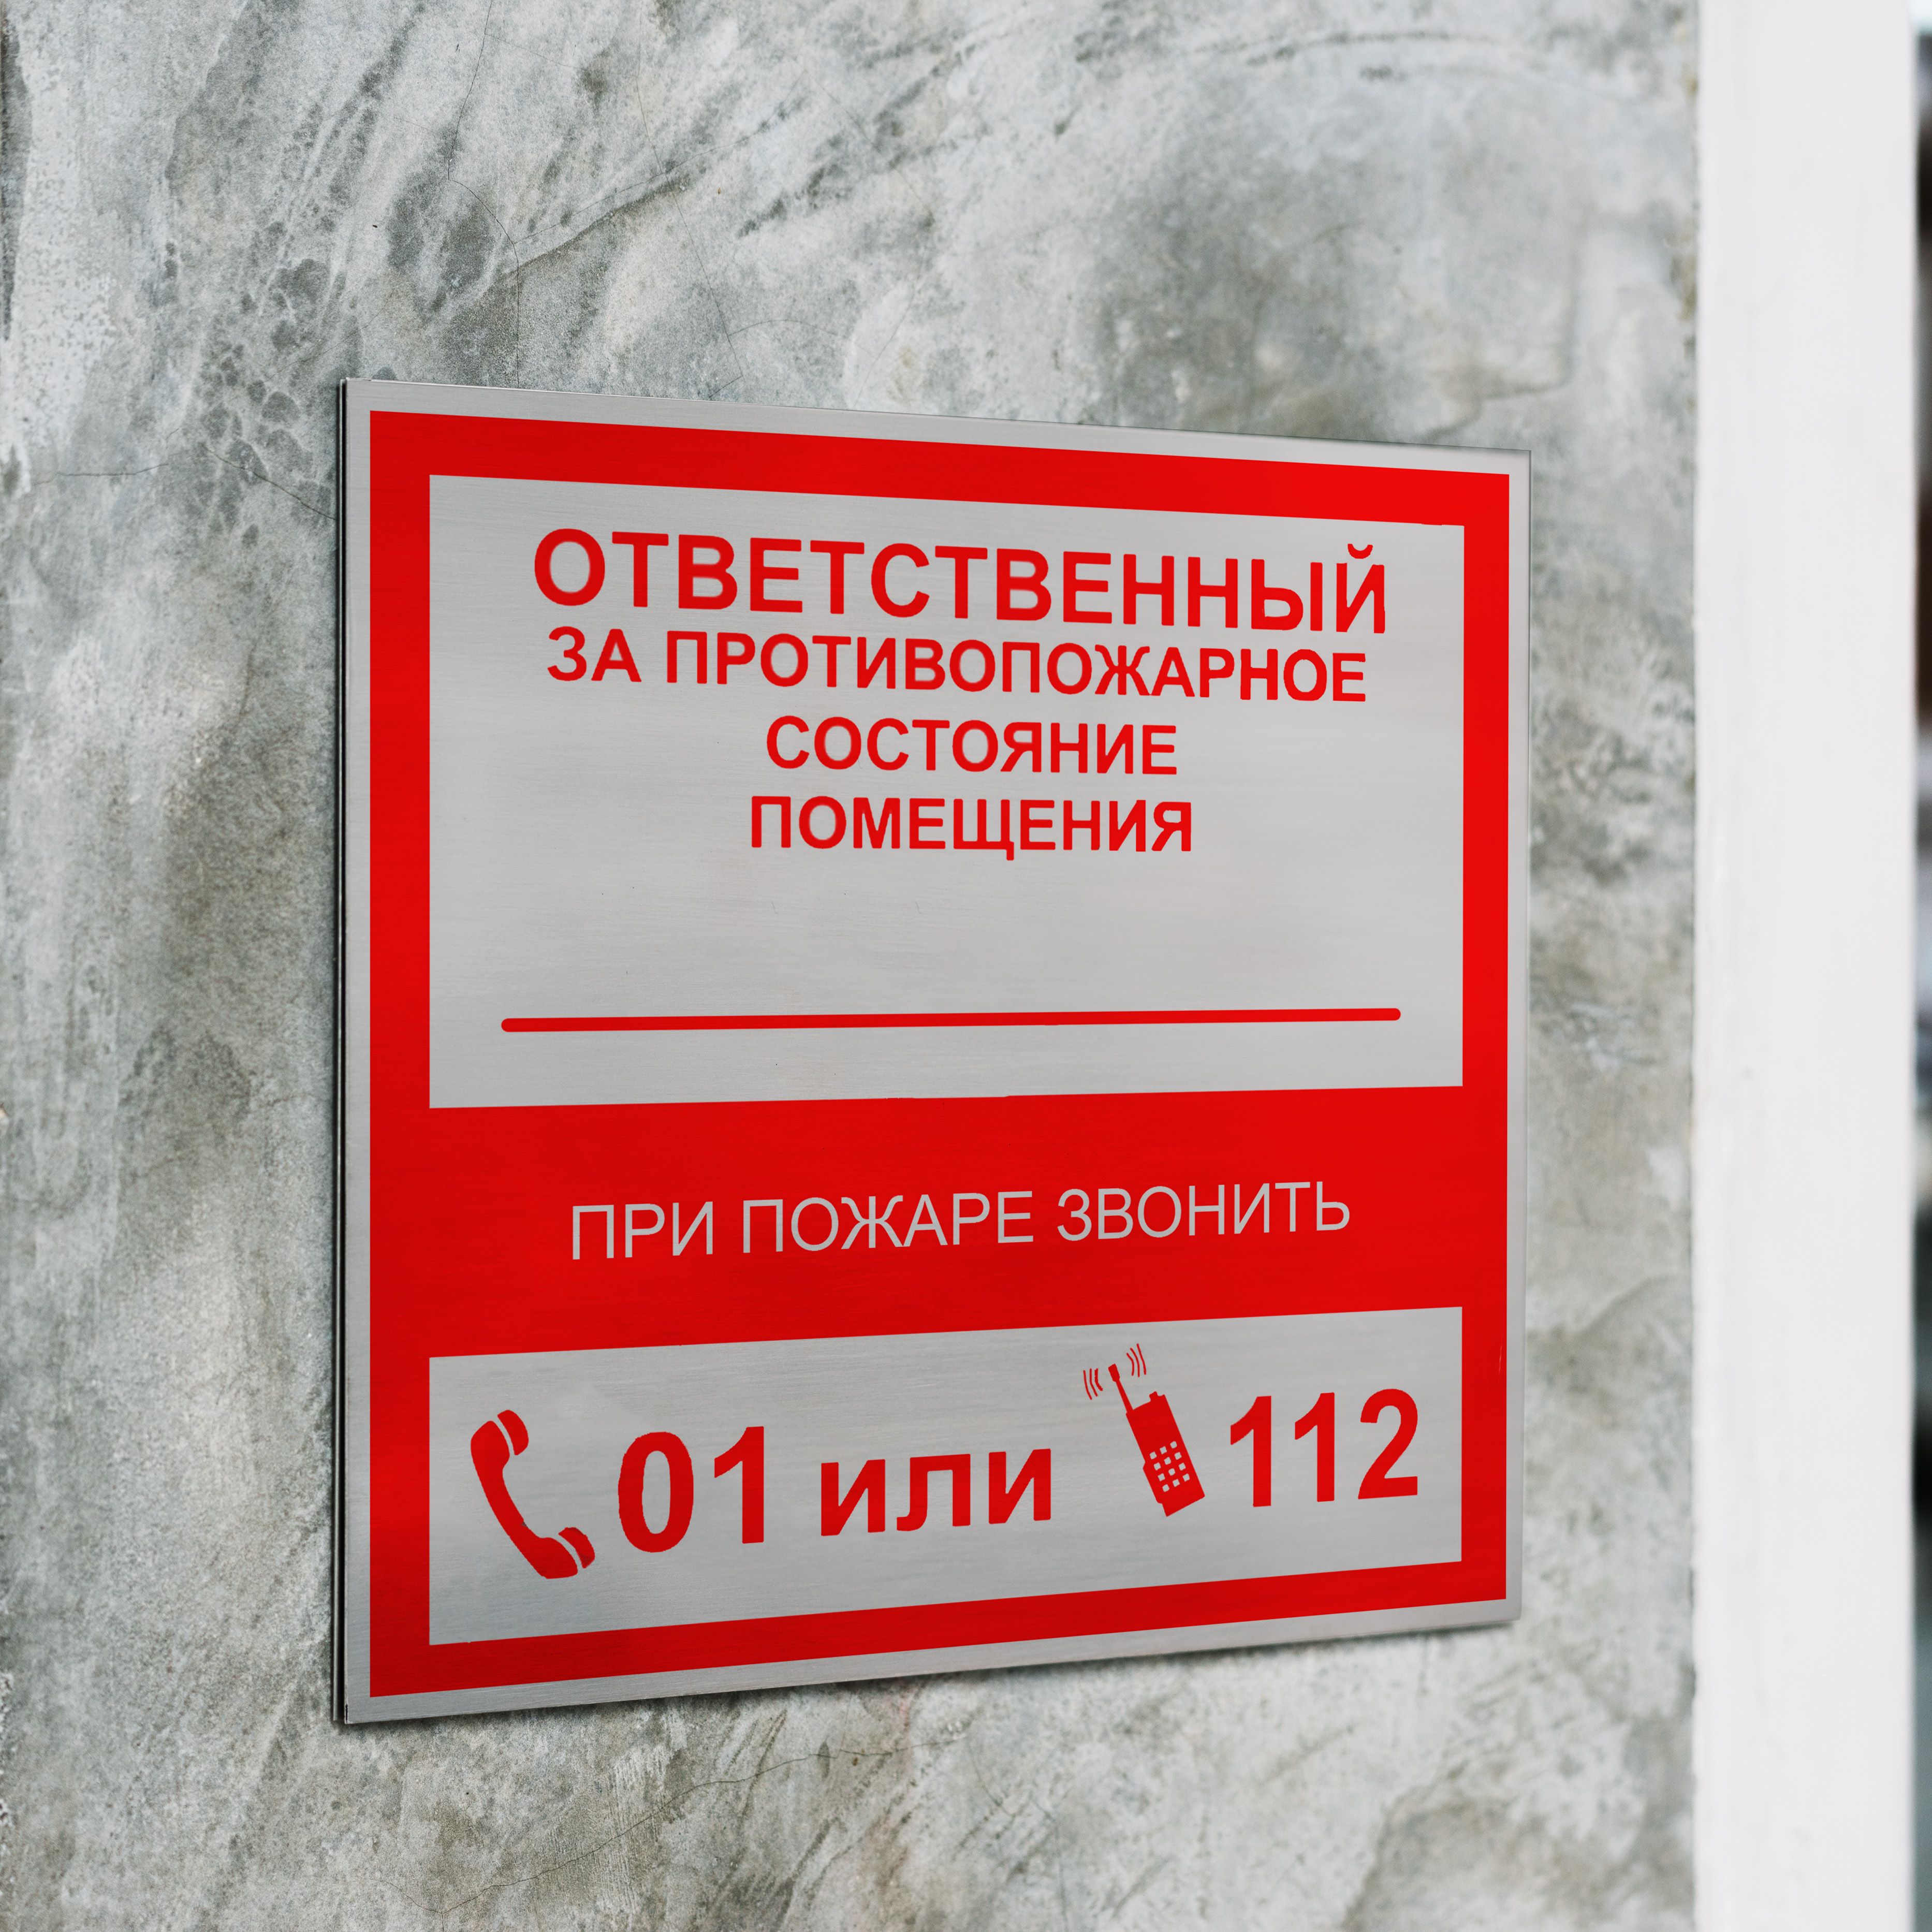 ОТВЕТСТВЕННЫЙ
ЗА ПРОТИВОПОЖАРНОЕ
СОСТОЯНИЕ
ПОМЕЩЕНИЯ
ПРИ ПОЖАРЕ ЗВОНИТЬ
01 или 112